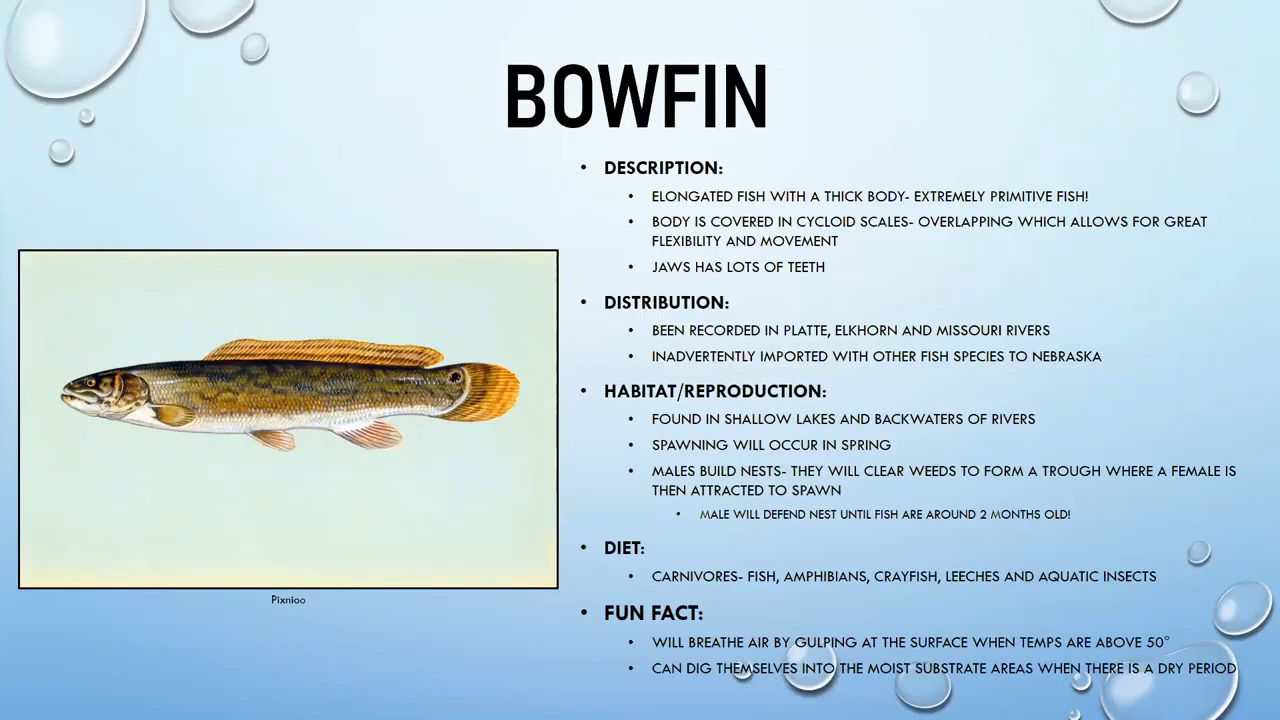 BOWFIN
• DESCRIPTION:
• ELONGATED FISH WITH A THICK BODY- EXTREMELY PRIMITIVE FISH!
• BODY IS COVERED IN CYCLOID SCALES- OVERLAPPING WHICH ALLOWS FOR GREAT
FLEXIBILITY AND MOVEMENT
• JAWS HAS LOTS OF TEETH
• DISTRIBUTION:
• BEEN RECORDED IN PLATTE, ELKHORN AND MISSOURI RIVERS
• INADVERTENTLY IMPORTED WITH OTHER FISH SPECIES TO NEBRASKA
• HABITAT/REPRODUCTION:
• FOUND IN SHALLOW LAKES AND BACKWATERS OF RIVERS
• SPAWNING WILL OCCUR IN SPRING
• MALES BUILD NESTS- THEY WILL CLEAR WEEDS TO FORM A TROUGH WHERE A FEMALE IS
THEN ATTRACTED TO SPAWN
• MALE WILL DEFEND NEST UNTIL FISH ARE AROUND 2 MONTHS OLD!
• DIET:
• CARNIVORES- FISH, AMPHIBIANS, CRAYFISH, LEECHES AND AQUATIC INSECTS
• FUN FACT:
• WILL BREATHE AIR BY GULPING AT THE SURFACE WHEN TEMPS ARE ABOVE 50°
• CAN DIG THEMSELVES INTO THE MOIST SUBSTRATE AREAS WHEN THERE IS A DRY PERIOD
Pixnioo